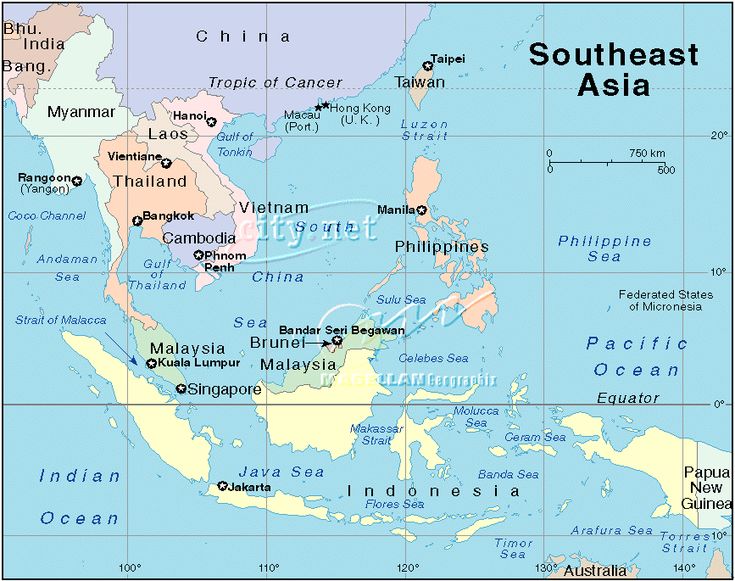 Southeast
Asia
Bhu.
India
Bang.
China
Taipei
Taiwan
Tropic of Cancer
Myanmar
Hanoi
Macau
(Port.)
Hong Kong
(U. K. )
Laos
Gulf of
Tonkin
Luzon
Strait
20°
0
750 km
0
500
Vientiane
Rangoon
(Yangon)
Thailand
Coco Channel
Bangkok
Vietnam
Manila
South
city.net
Cambodia
Phnom
Penh
Philippines
Philippine
Sea
Andaman
Sea
Gulf
of
Thailand
China
10°
Sulu Sea
Federated States
of Micronesia
Strait of Malacca
Sea
Bandar Seri Begawan
Brunei
Malaysia
Kuala Lumpur
Malaysia
Celebes Sea
Pacific
Ocean
MAGELLAN Geographix
Singapore
Equator
0°
0°
Makassar
Strait
Molucca
Sea
Ceram Sea
Indian
Ocean
Java Sea
Banda Sea
Papua
New
Guinea
Jakarta
Indonesia
Flores Sea
Arafura Sea
Torres
Strait
10°
Timor
Sea
Australia
100°
110°
120°
130°
140°